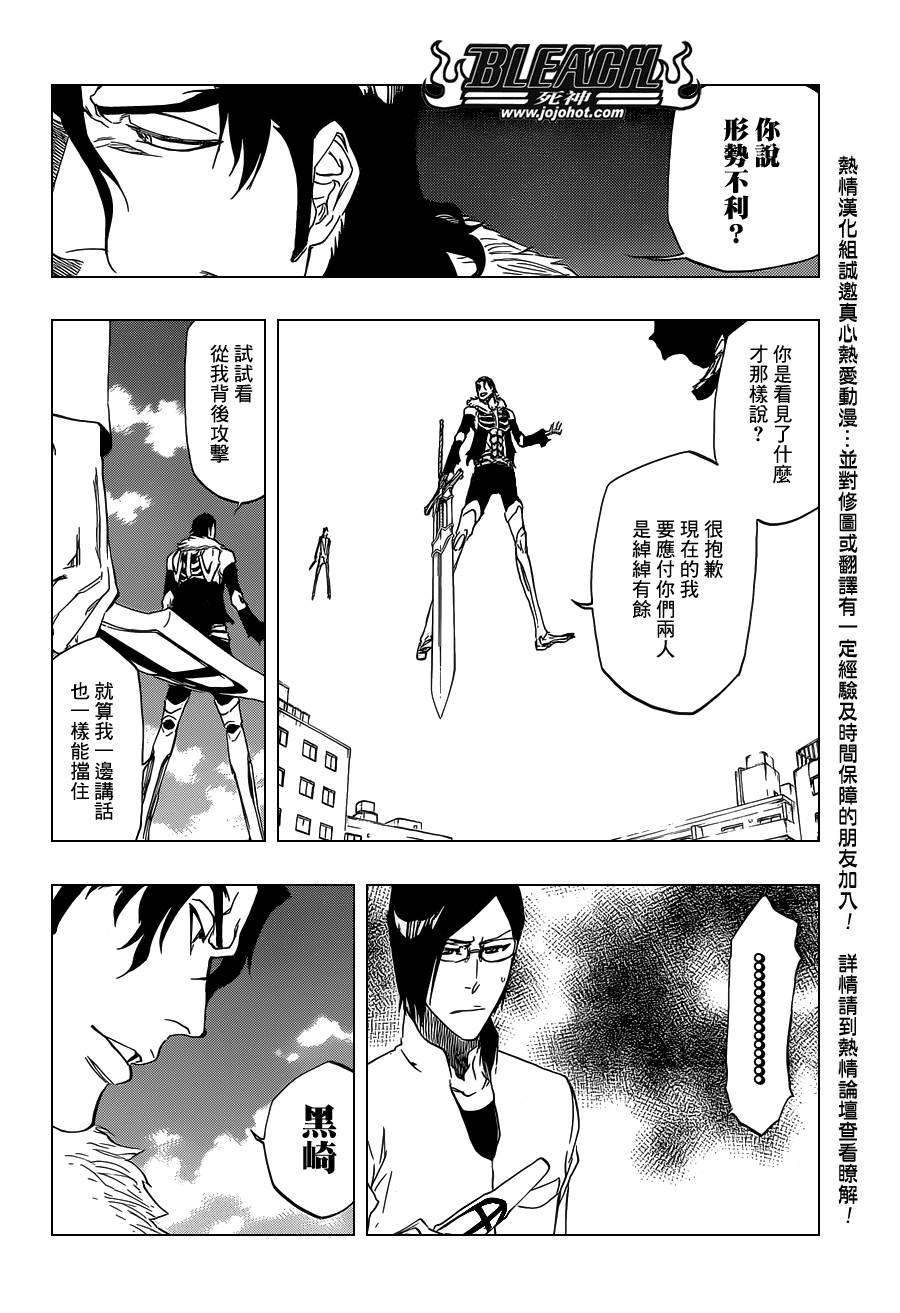 BLEACH
死神
www.jojohot.com
你說
形勢不利？
你是看見了什麼
才那樣說？
很抱歉
現在的我
要應付你們兩人
是綽綽有餘
試試看
從我背後攻擊
就算我一邊講話
也一樣能擋住
………………
黑崎
熱情漢化組誠邀真心熱愛動漫…並對修圖或翻譯有一定經驗及時間保障的朋友加入！　詳情請到熱情論壇查看瞭解！